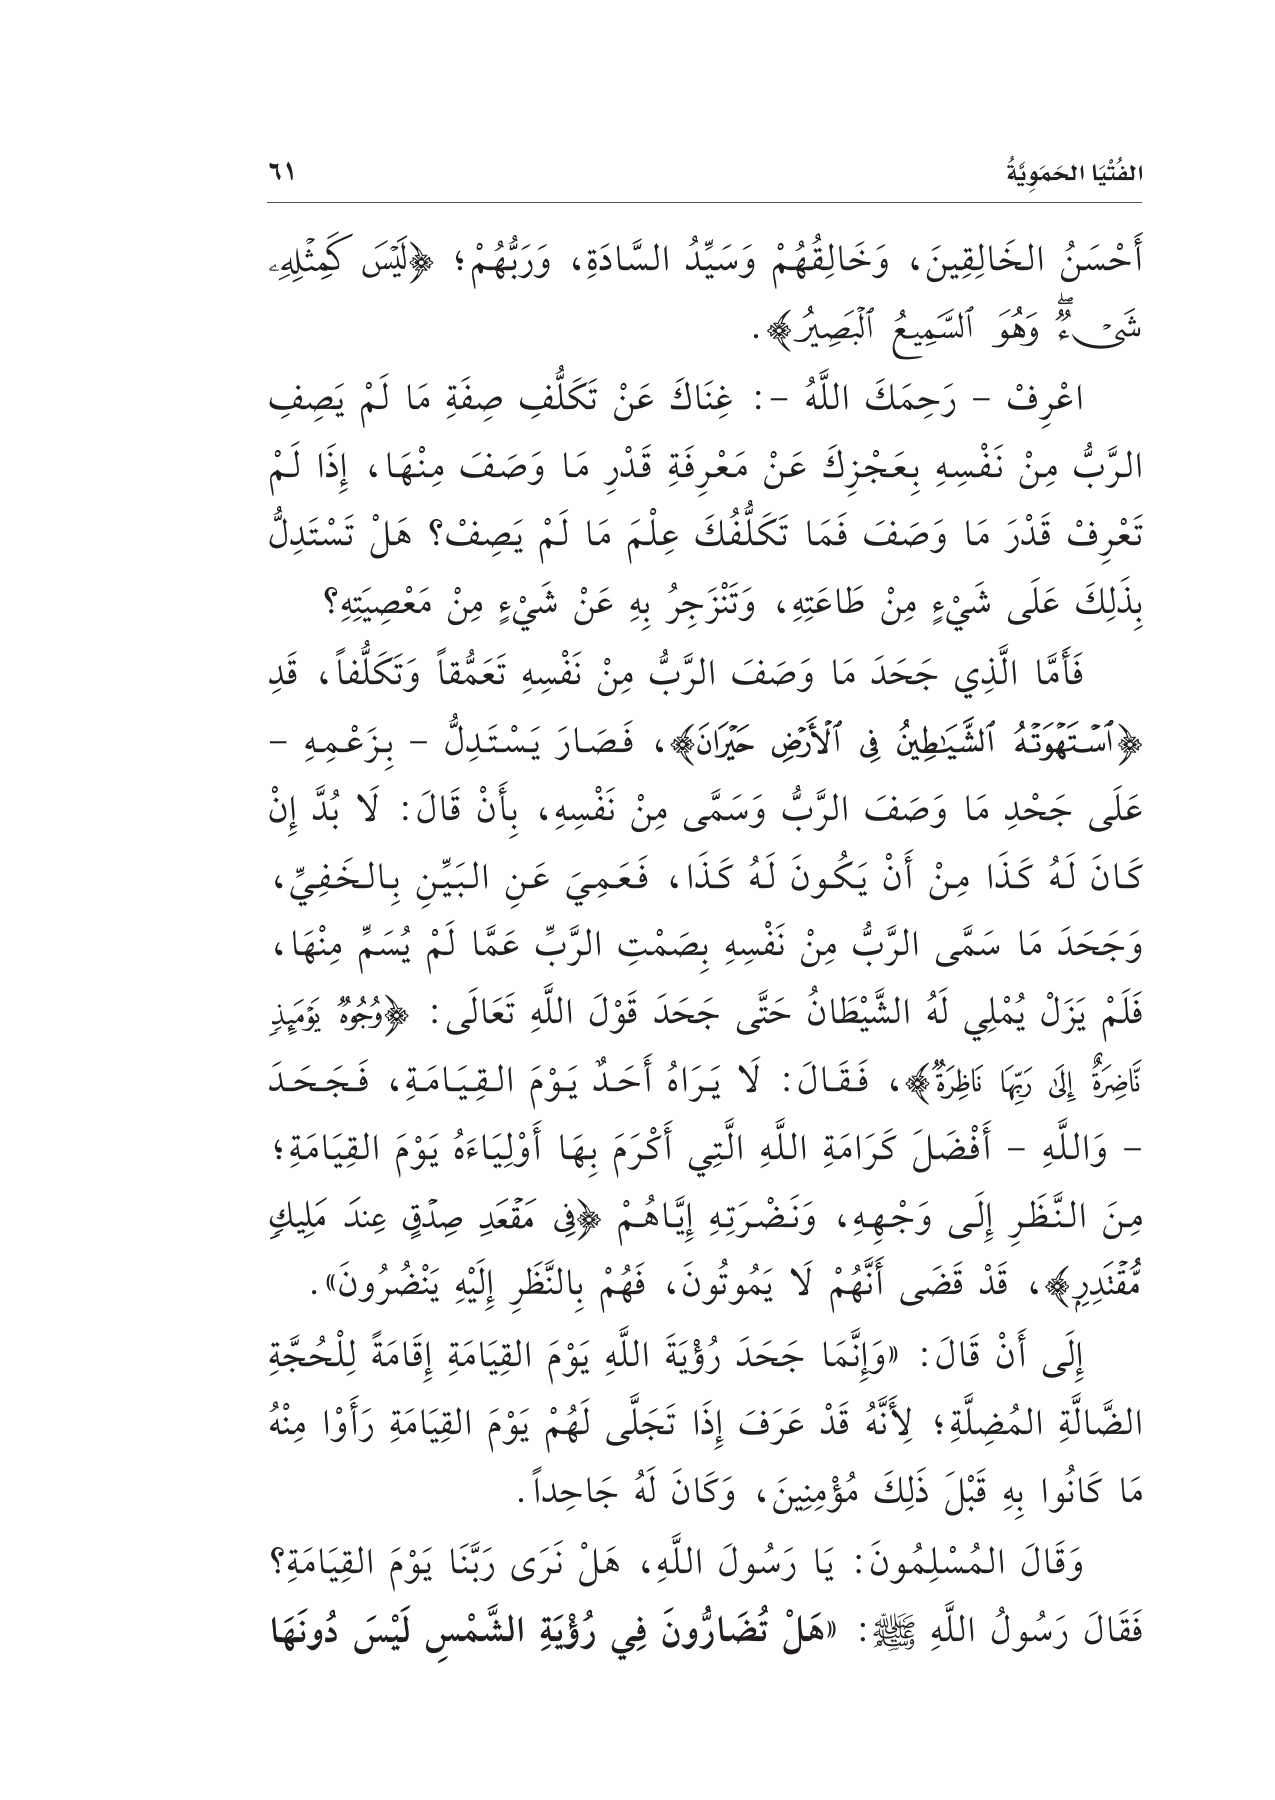 الفُتْيَا الحَمَوِيَّةُ ٦١
أَحْسَنُ الخَالِقِينَ، وَخَالِقُهُمْ وَسَيِّدُ السَّادَةِ، وَرَبُّهُمْ؛ ﴿لَيْسَ كَمِثْلِهِۦ
شَيْءٌ ۖ وَهُوَ ٱلسَّمِيعُ ٱلْبَصِيرُ﴾.
اعْرِفْ – رَحِمَكَ اللَّهُ –: غِنَاكَ عَنْ تَكَلُّفِ صِفَةِ مَا لَمْ يَصِفِ
الرَّبُّ مِنْ نَفْسِهِ بِعَجْزِكَ عَنْ مَعْرِفَةِ قَدْرِ مَا وَصَفَ مِنْهَا، إِذَا لَمْ
تَعْرِفْ قَدْرَ مَا وَصَفَ فَمَا تَكَلُّفُكَ عِلْمَ مَا لَمْ يَصِفْ؟ هَلْ تَسْتَدِلُّ
بِذَلِكَ عَلَى شَيْءٍ مِنْ طَاعَتِهِ، وَتَنْزَجِرُ بِهِ عَنْ شَيْءٍ مِنْ مَعْصِيَتِهِ؟
فَأَمَّا الَّذِي جَحَدَ مَا وَصَفَ الرَّبُّ مِنْ نَفْسِهِ تَعَمُّقاً وَتَكَلُّفاً، قَدِ
﴿ٱسْتَهْوَتْهُ ٱلشَّيَٰطِينُ فِى ٱلْأَرْضِ حَيْرَانَ﴾، فَصَارَ يَسْتَدِلُّ – بِزَعْمِهِ –
عَلَى جَحْدِ مَا وَصَفَ الرَّبُّ وَسَمَّى مِنْ نَفْسِهِ، بِأَنْ قَالَ: لَا بُدَّ إِنْ
كَانَ لَهُ كَذَا مِنْ أَنْ يَكُونَ لَهُ كَذَا، فَعَمِيَ عَنِ البَيِّنِ بِالخَفِيِّ،
وَجَحَدَ مَا سَمَّى الرَّبُّ مِنْ نَفْسِهِ بِصَمْتِ الرَّبِّ عَمَّا لَمْ يُسَمِّ مِنْهَا،
فَلَمْ يَزَلْ يُمْلِي لَهُ الشَّيْطَانُ حَتَّى جَحَدَ قَوْلَ اللَّهِ تَعَالَى: ﴿وُجُوهٌ يَوْمَئِذٍ
نَّاضِرَةٌ إِلَىٰ رَبِّهَا نَاظِرَةٌ﴾، فَقَالَ: لَا يَرَاهُ أَحَدٌ يَوْمَ القِيَامَةِ، فَجَحَدَ
– وَاللَّهِ – أَفْضَلَ كَرَامَةِ اللَّهِ الَّتِي أَكْرَمَ بِهَا أَوْلِيَاءَهُ يَوْمَ القِيَامَةِ؛
مِنَ النَّظَرِ إِلَى وَجْهِهِ، وَنَضْرَتِهِ إِيَّاهُمْ ﴿فِى مَقْعَدِ صِدْقٍ عِندَ مَلِيكٍ
مُّقْتَدِرٍ﴾، قَدْ قَضَى أَنَّهُمْ لَا يَمُوتُونَ، فَهُمْ بِالنَّظَرِ إِلَيْهِ يَنْضُرُونَ».
إِلَى أَنْ قَالَ: «وَإِنَّمَا جَحَدَ رُؤْيَةَ اللَّهِ يَوْمَ القِيَامَةِ إِقَامَةً لِلْحُجَّةِ
الضَّالَّةِ المُضِلَّةِ؛ لِأَنَّهُ قَدْ عَرَفَ إِذَا تَجَلَّى لَهُمْ يَوْمَ القِيَامَةِ رَأَوْا مِنْهُ
مَا كَانُوا بِهِ قَبْلَ ذَلِكَ مُؤْمِنِينَ، وَكَانَ لَهُ جَاحِداً.
وَقَالَ المُسْلِمُونَ: يَا رَسُولَ اللَّهِ، هَلْ نَرَى رَبَّنَا يَوْمَ القِيَامَةِ؟
فَقَالَ رَسُولُ اللَّهِ ﷺ: «هَلْ تُضَارُّونَ فِي رُؤْيَةِ الشَّمْسِ لَيْسَ دُونَهَا